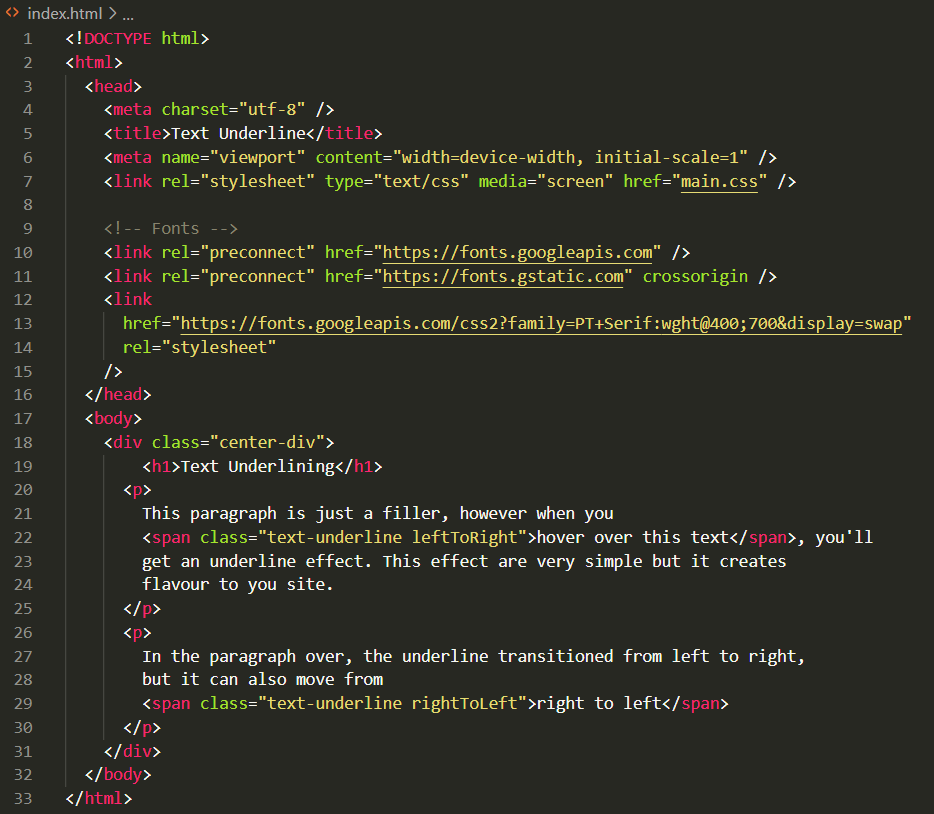 index.html > ...
1 <!DOCTYPE html>
2 <html>
3 <head>
4 <meta charset="utf-8" />
5 <title>Text Underline</title>
6 <meta name="viewport" content="width=device-width, initial-scale=1" />
7 <link rel="stylesheet" type="text/css" media="screen" href="main.css" />
8
9 <!-- Fonts -->
10 <link rel="preconnect" href="https://fonts.googleapis.com" />
11 <link rel="preconnect" href="https://fonts.gstatic.com" crossorigin />
12 <link
13 href="https://fonts.googleapis.com/css2?family=PT+Serif:wght@400;700&display=swap"
14 rel="stylesheet"
15 />
16 </head>
17 <body>
18 <div class="center-div">
19 <h1>Text Underlining</h1>
20 <p>
21 This paragraph is just a filler, however when you
22 <span class="text-underline leftToRight">hover over this text</span>, you'll
23 get an underline effect. This effect are very simple but it creates
24 flavour to you site.
25 </p>
26 <p>
27 In the paragraph over, the underline transitioned from left to right,
28 but it can also move from
29 <span class="text-underline rightToLeft">right to left</span>
30 </p>
31 </div>
32 </body>
33 </html>